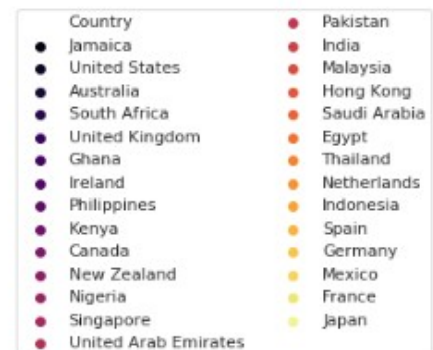 Country
Jamaica
United States
Australia
South Africa
United Kingdom
Ghana
Ireland
Philippines
Kenya
Canada
New Zealand
Nigeria
Singapore
United Arab Emirates
Pakistan
India
Malaysia
Hong Kong
Saudi Arabia
Egypt
Thailand
Netherlands
Indonesia
Spain
Germany
Mexico
France
Japan